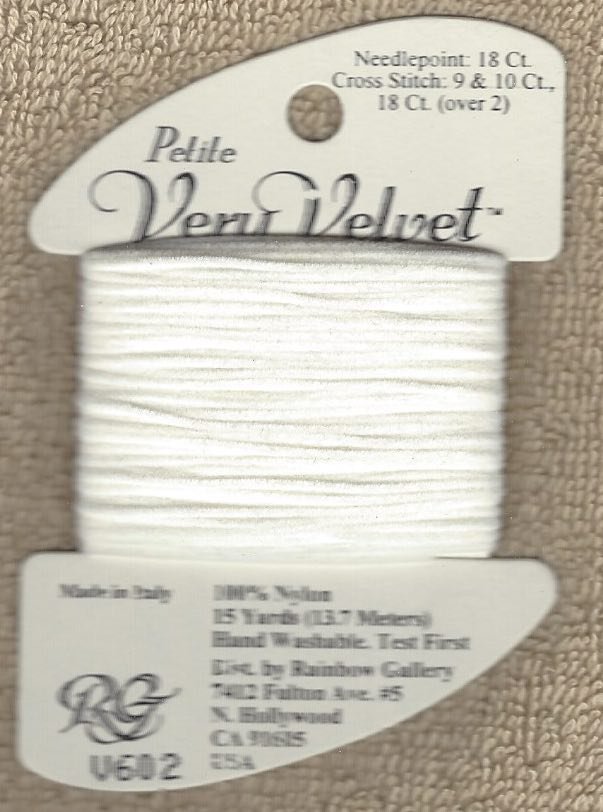 Needlepoint: 18 Ct.
Cross Stitch: 9 & 10 Ct.,
18 Ct. (over 2)
Petite
Very Velvet™
Made in Italy
100% Nylon
15 Yards (13.7 Meters)
Hand Washable. Test First
Dist. by Rainbow Gallery
7412 Fulton Ave. #5
N. Hollywood
CA 91605
USA
RG
V602